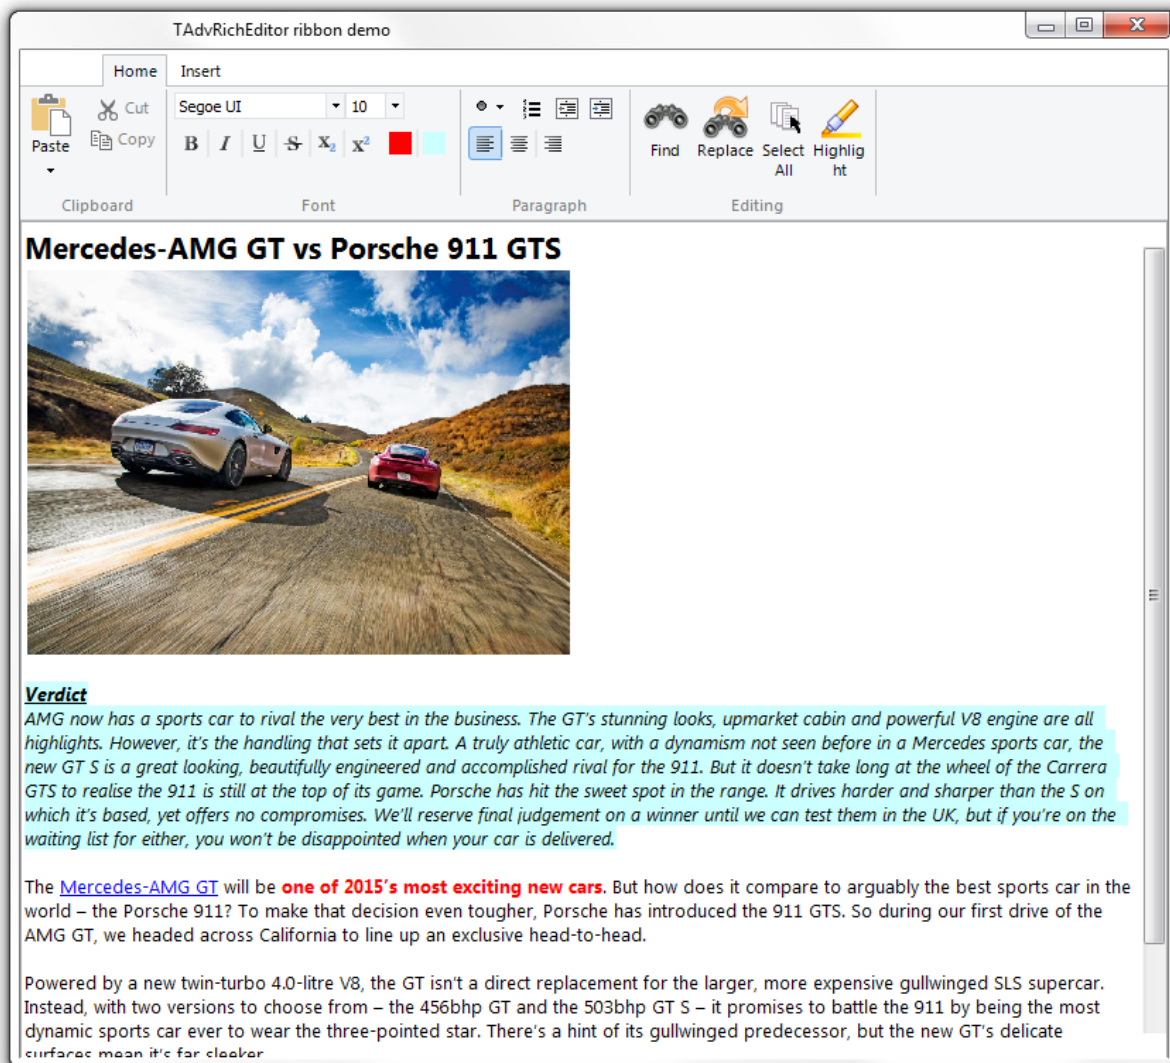 TAdvRichEditor ribbon demo
Home Insert
Cut
Segoe UI 10
Copy
Paste
B I U S X₂ x²
Find Replace Select All Highlight
Clipboard Font Paragraph Editing
Mercedes-AMG GT vs Porsche 911 GTS
Verdict
AMG now has a sports car to rival the very best in the business. The GT's stunning looks, upmarket cabin and powerful V8 engine are all
highlights. However, it's the handling that sets it apart. A truly athletic car, with a dynamism not seen before in a Mercedes sports car, the
new GT S is a great looking, beautifully engineered and accomplished rival for the 911. But it doesn't take long at the wheel of the Carrera
GTS to realise the 911 is still at the top of its game. Porsche has hit the sweet spot in the range. It drives harder and sharper than the S on
which it's based, yet offers no compromises. We'll reserve final judgement on a winner until we can test them in the UK, but if you're on the
waiting list for either, you won't be disappointed when your car is delivered.
The Mercedes-AMG GT will be one of 2015's most exciting new cars. But how does it compare to arguably the best sports car in the
world – the Porsche 911? To make that decision even tougher, Porsche has introduced the 911 GTS. So during our first drive of the
AMG GT, we headed across California to line up an exclusive head-to-head.
Powered by a new twin-turbo 4.0-litre V8, the GT isn't a direct replacement for the larger, more expensive gullwinged SLS supercar.
Instead, with two versions to choose from – the 456bhp GT and the 503bhp GT S – it promises to battle the 911 by being the most
dynamic sports car ever to wear the three-pointed star. There's a hint of its gullwinged predecessor, but the new GT's delicate
surfaces mean it's far sleeker.